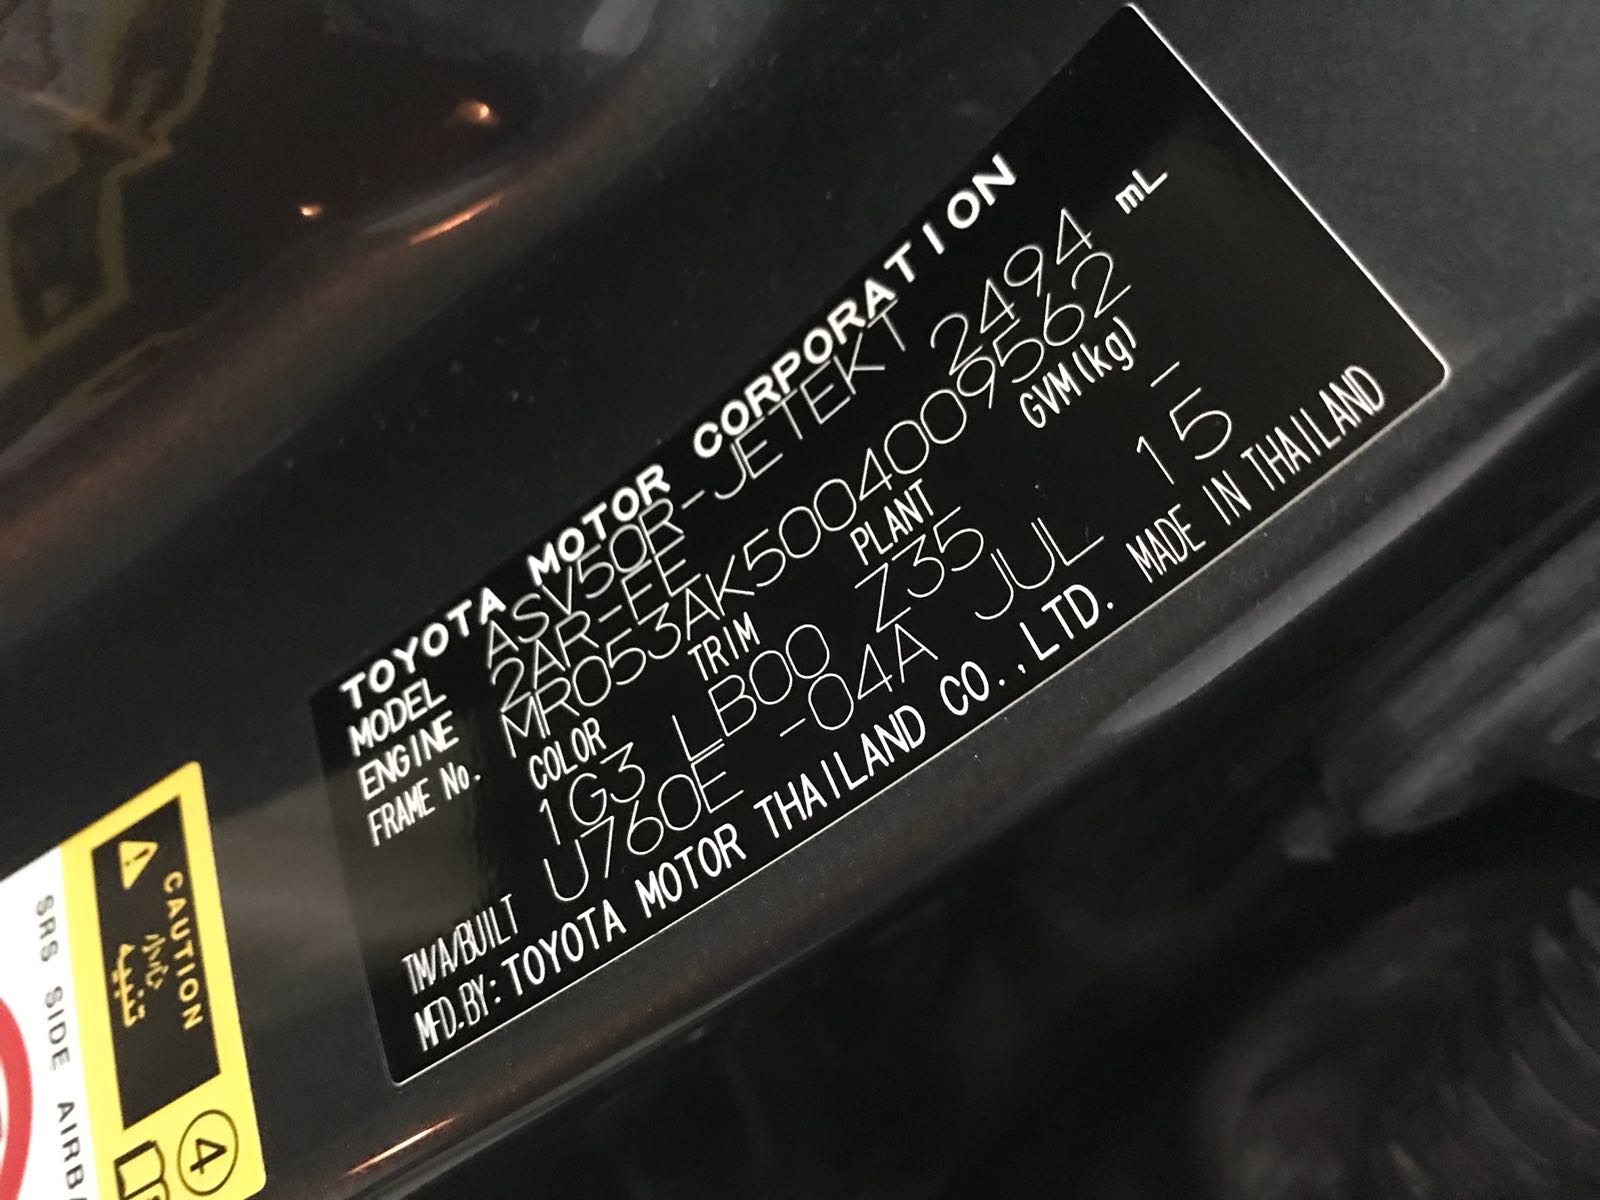 TOYOTA MOTOR CORPORATION
MODEL ASV50R-JETEKT
ENGINE 2AR-FE 2494 mL
FRAME No. MR053AK5004009562
COLOR TRIM PLANT GVM(kg)
1G3 LB00 Z35 -
TM/A/BUILT U760E -04A JUL 15
MFD.BY: TOYOTA MOTOR THAILAND CO.,LTD. MADE IN THAILAND
CAUTION
تنبيه
4
SRS SIDE